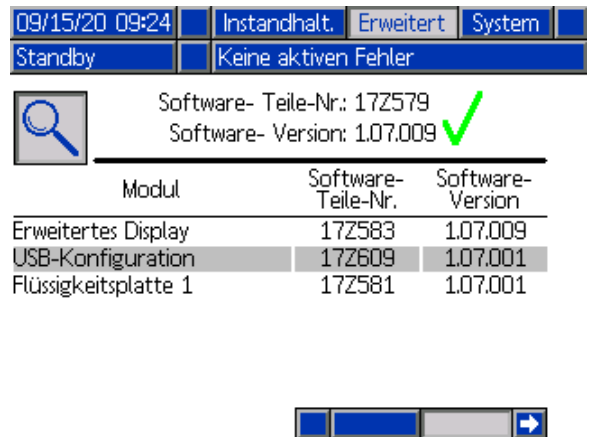 09/15/20 09:24 Instandhalt. Erweitert System
Standby Keine aktiven Fehler
Software- Teile-Nr.: 17Z579
Software- Version: 1.07.009
Modul Software-Teile-Nr. Software-Version
Erweitertes Display 17Z583 1.07.009
USB-Konfiguration 17Z609 1.07.001
Flüssigkeitsplatte 1 17Z581 1.07.001